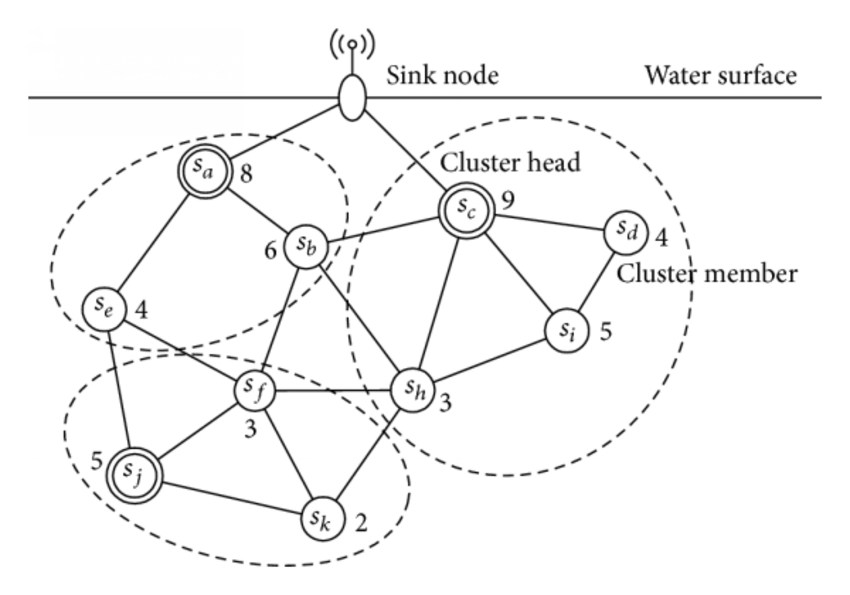 Sink node
Water surface
Cluster head
s_a 8
s_c 9
s_d 4
6 s_b
Cluster member
s_e 4
s_i 5
s_f 3
s_h 3
5 s_j
s_k 2